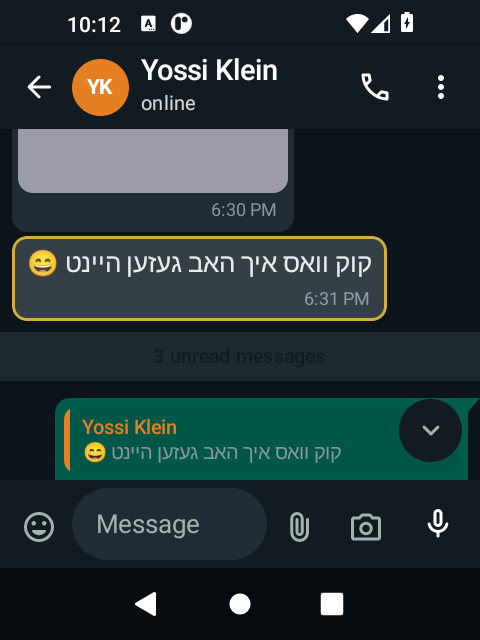 10:12
YK
Yossi Klein
online
6:30 PM
קוק וואס איך האב געזען היינט 😄
6:31 PM
3 unread messages
Yossi Klein
קוק וואס איך האב געזען היינט 😄
Message